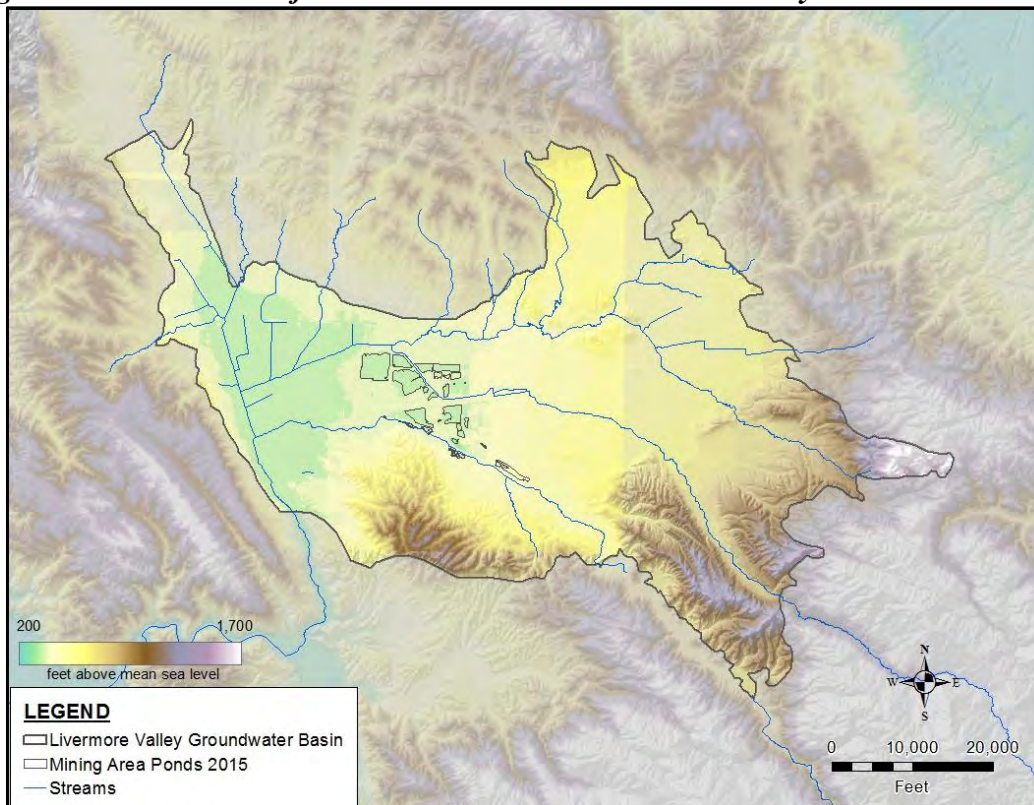 200 1,700
feet above mean sea level
LEGEND
Livermore Valley Groundwater Basin
Mining Area Ponds 2015
Streams
N
W E
S
0 10,000 20,000
Feet